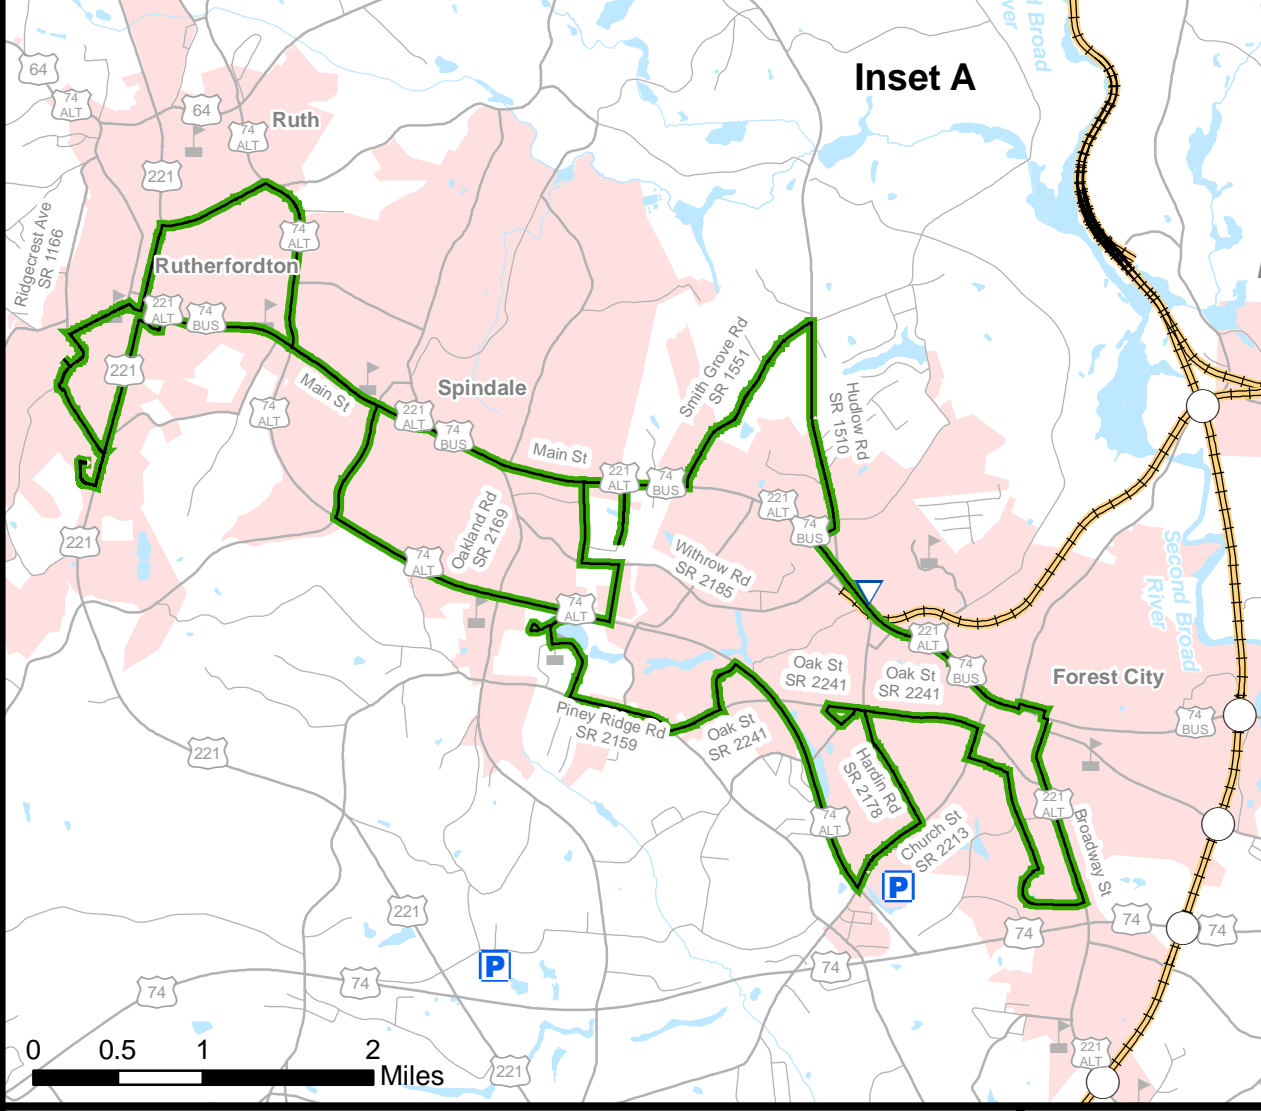 d Broad
River
Inset A
64
74
ALT
64
74
ALT
Ruth
221
Ridgecrest Ave
SR 1166
74
ALT
Rutherfordton
221
ALT
74
BUS
221
Main St
Spindale
74
ALT
221
ALT
74
BUS
Main St
221
ALT
74
BUS
Smith Grove Rd
SR 1551
Hudlow Rd
SR 1510
221
ALT
74
BUS
Oakland Rd
SR 2169
221
74
ALT
Withrow Rd
SR 2185
Second Broad
River
74
ALT
221
ALT
74
BUS
Oak St
SR 2241
Oak St
SR 2241
Forest City
74
BUS
Piney Ridge Rd
SR 2159
Oak St
SR 2241
221
Hardin Rd
SR 2178
74
ALT
Church St
SR 2213
221
ALT
Broadway St
P
221
74
74
74
P
74
74
74
221
ALT
221
0 0.5 1 2
Miles